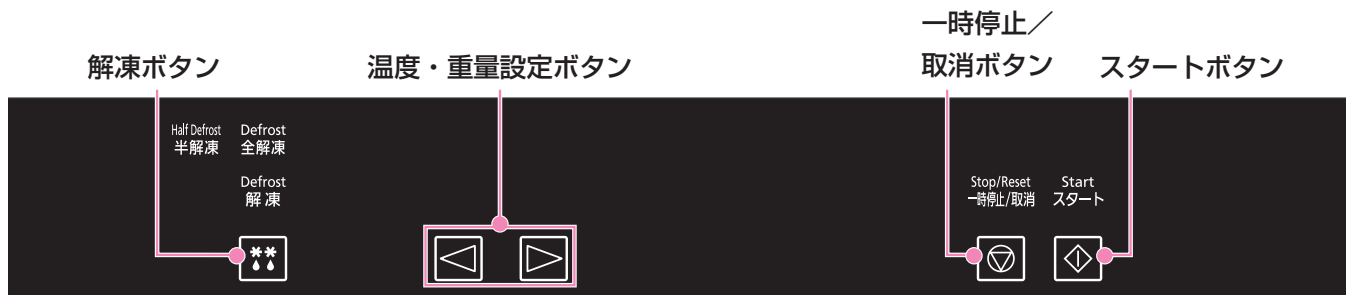 一時停止／
解凍ボタン 温度・重量設定ボタン 取消ボタン スタートボタン
Half Defrost Defrost
半解凍 全解凍
Defrost Stop/Reset Start
解 凍 一時停止/取消 スタート